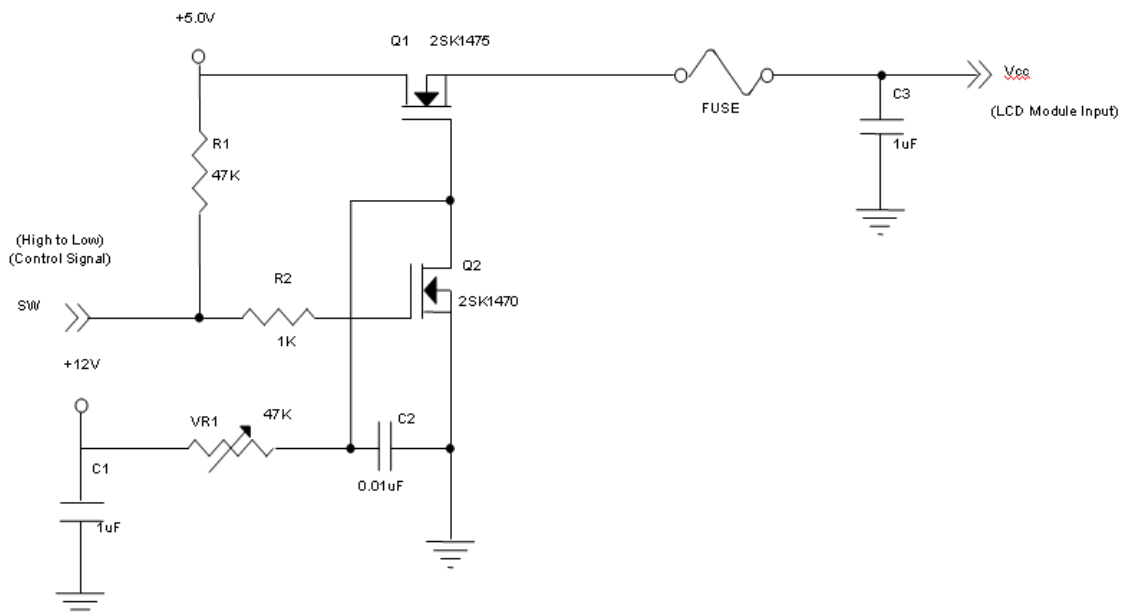 +5.0V
Q1 2SK1475
Vcc
C3
FUSE
(LCD Module Input)
R1
1uF
47K
(High to Low)
(Control Signal)
R2
Q2
SW
2SK1470
1K
+12V
47K
VR1
C2
C1
0.01uF
1uF